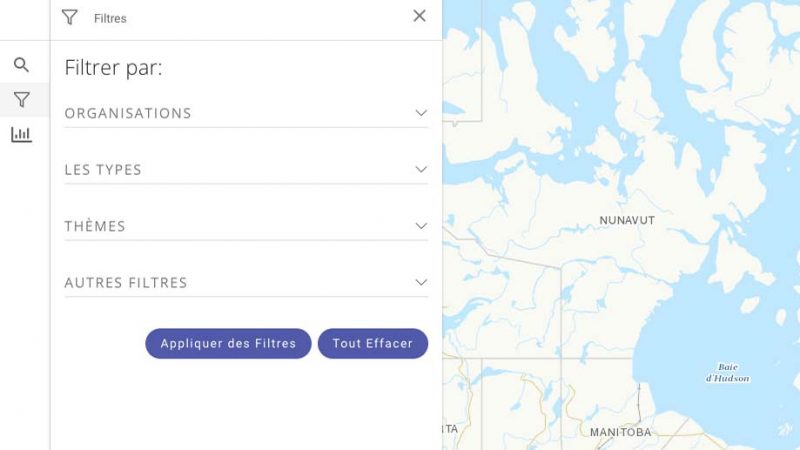 Filtres
Filtrer par:
ORGANISATIONS
LES TYPES
THÈMES
AUTRES FILTRES
Appliquer des Filtres
Tout Effacer
NUNAVUT
Baie
d'Hudson
TA
MANITOBA